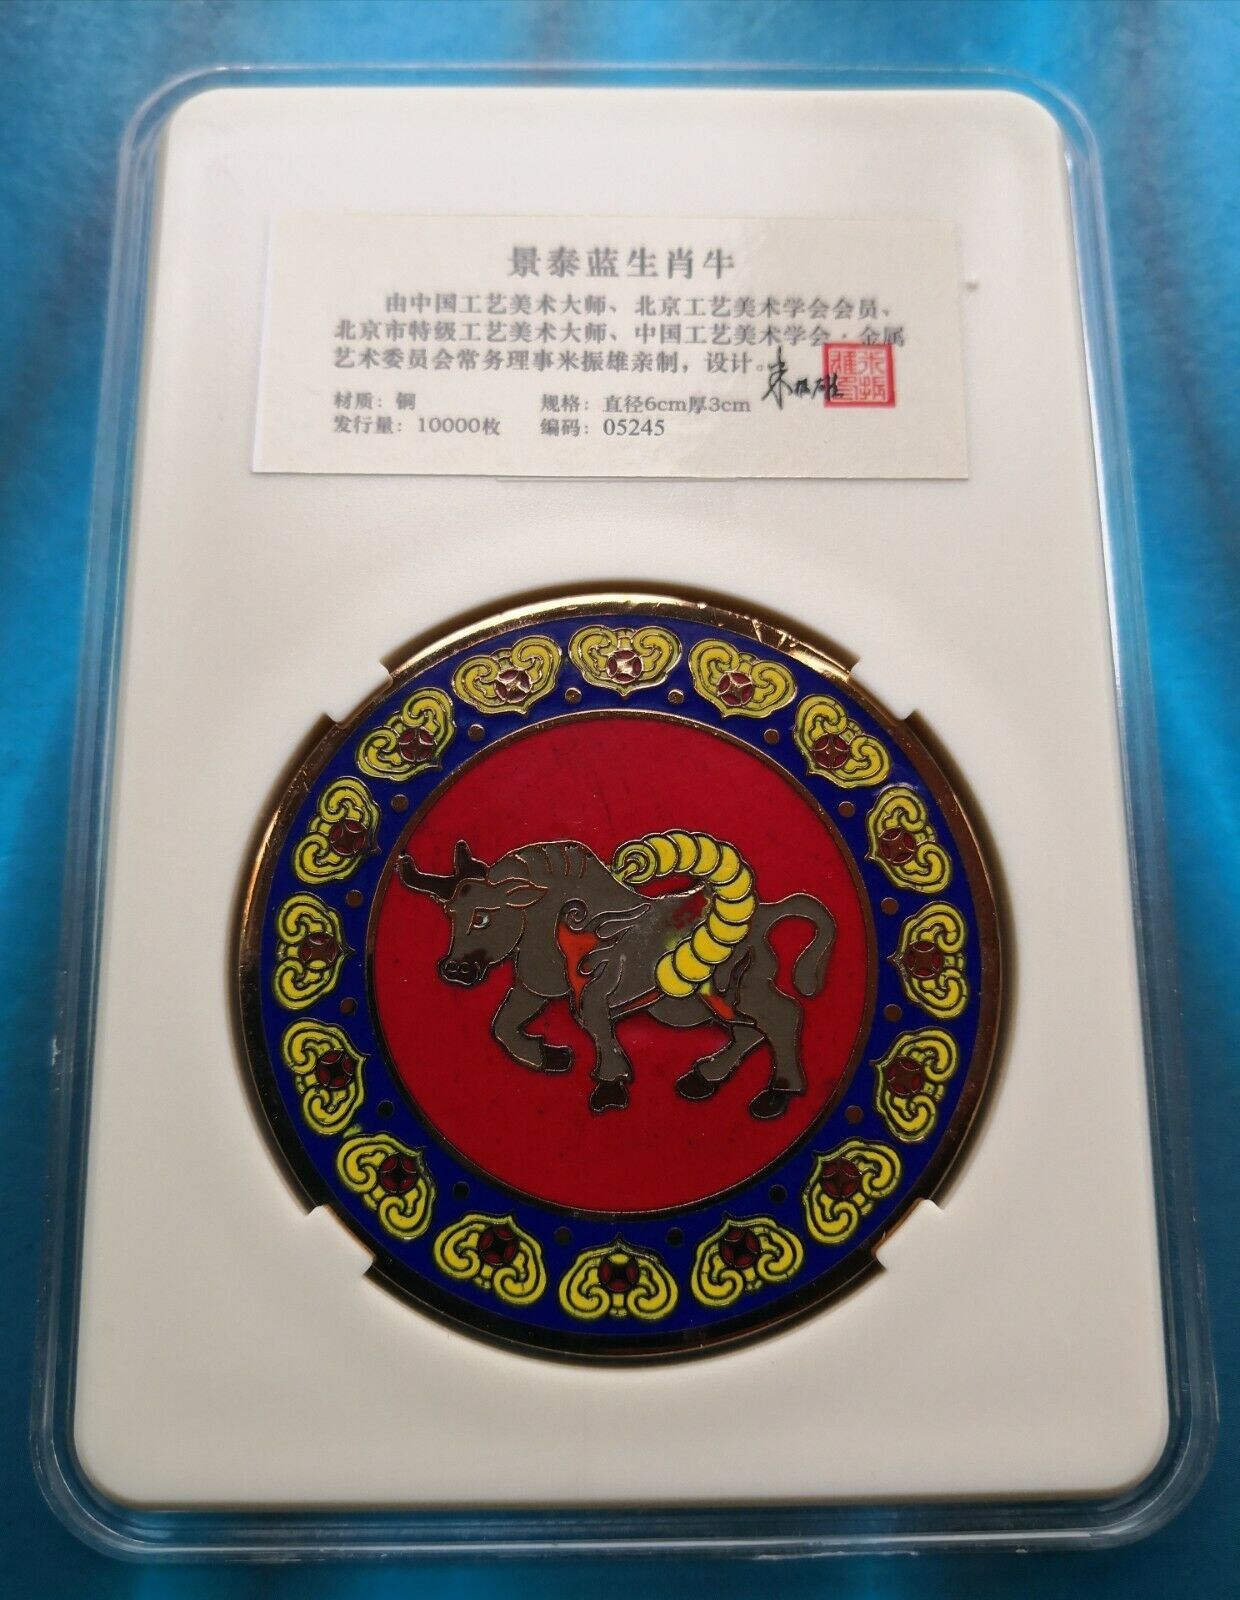 景泰蓝生肖牛
由中国工艺美术大师、北京工艺美术学会会员、
北京市特级工艺美术大师、中国工艺美术学会·金属
艺术委员会常务理事米振雄亲制，设计。
材质：铜 规格：直径6cm厚3cm
发行量：10000枚 编码：05245
米振雄